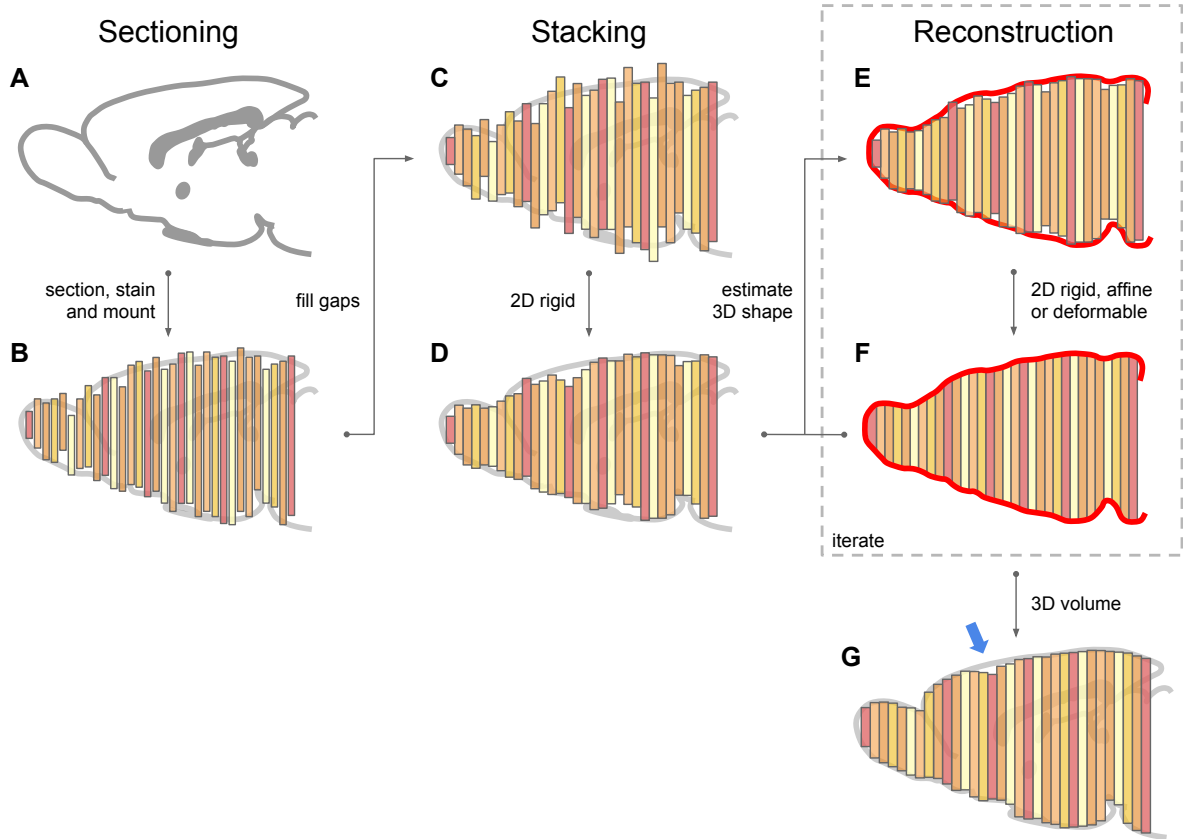 Sectioning
Stacking
Reconstruction
A
C
E
section, stain
and mount
fill gaps
2D rigid
estimate
3D shape
2D rigid, affine
or deformable
B
D
F
iterate
3D volume
G